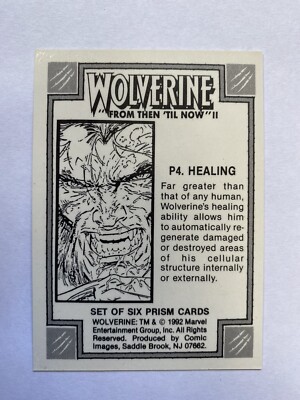 WOLVERINE
"FROM THEN 'TIL NOW" II
P4. HEALING
Far greater than
that of any human,
Wolverine's healing
ability allows him
to automatically re-
generate damaged
or destroyed areas
of his cellular
structure internally
or externally.
SET OF SIX PRISM CARDS
WOLVERINE: TM & © 1992 Marvel
Entertainment Group, Inc. All Rights
Reserved. Produced by Comic
Images, Saddle Brook, NJ 07662.